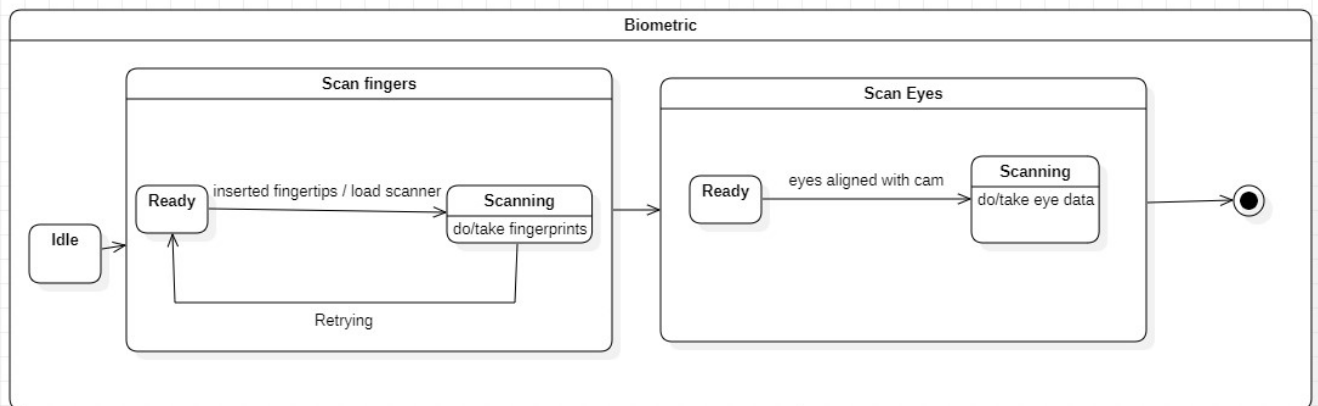 Biometric
Scan fingers
Scan Eyes
Idle
Ready
inserted fingertips / load scanner
Scanning
do/take fingerprints
Retrying
Ready
eyes aligned with cam
Scanning
do/take eye data